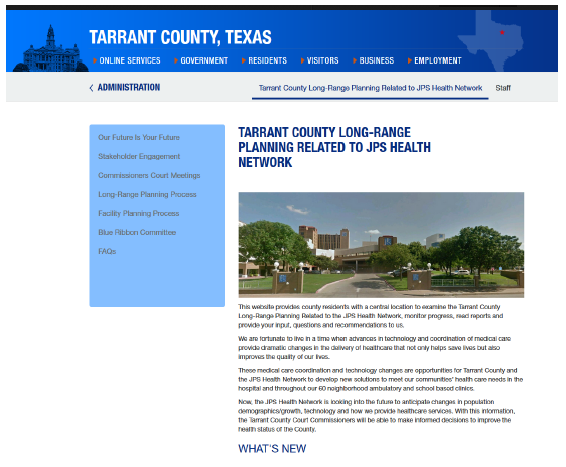 TARRANT COUNTY, TEXAS
ONLINE SERVICES GOVERNMENT RESIDENTS VISITORS BUSINESS EMPLOYMENT
ADMINISTRATION Tarrant County Long-Range Planning Related to JPS Health Network Staff
Our Future Is Your Future
Stakeholder Engagement
Commissioners Court Meetings
Long-Range Planning Process
Facility Planning Process
Blue Ribbon Committee
FAQs
TARRANT COUNTY LONG-RANGE
PLANNING RELATED TO JPS HEALTH
NETWORK
This website provides county residents with a central location to examine the Tarrant County
Long-Range Planning Related to the JPS Health Network, monitor progress, read reports and
provide your input, questions and recommendations to us.
We are fortunate to live in a time when advances in technology and coordination of medical care
provide dramatic changes in the delivery of healthcare that not only helps save lives but also
improves the quality of our lives.
These medical care coordination and technology changes are opportunities for Tarrant County and
the JPS Health Network to develop new solutions to meet our communities' health care needs in the
hospital and throughout our 60 neighborhood ambulatory and school based clinics.
Now, the JPS Health Network is looking into the future to anticipate changes in population
demographics/growth, technology and how we provide healthcare services. With this information,
the Tarrant County Court Commissioners will be able to make informed decisions to improve the
health status of the County.
WHAT'S NEW